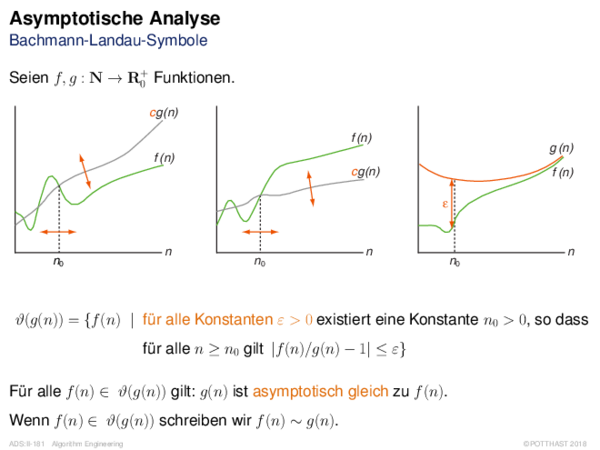 Asymptotische Analyse
Bachmann-Landau-Symbole
Seien f, g : N → R₀⁺ Funktionen.
cg(n)
f(n)
n₀
n
f(n)
cg(n)
n₀
n
g(n)
f(n)
ε
n₀
n
ϑ(g(n)) = {f(n) | für alle Konstanten ε > 0 existiert eine Konstante n₀ > 0, so dass
für alle n ≥ n₀ gilt |f(n)/g(n) − 1| ≤ ε}
Für alle f(n) ∈ ϑ(g(n)) gilt: g(n) ist asymptotisch gleich zu f(n).
Wenn f(n) ∈ ϑ(g(n)) schreiben wir f(n) ∼ g(n).
ADS:II-181 Algorithm Engineering © POTTHAST 2018